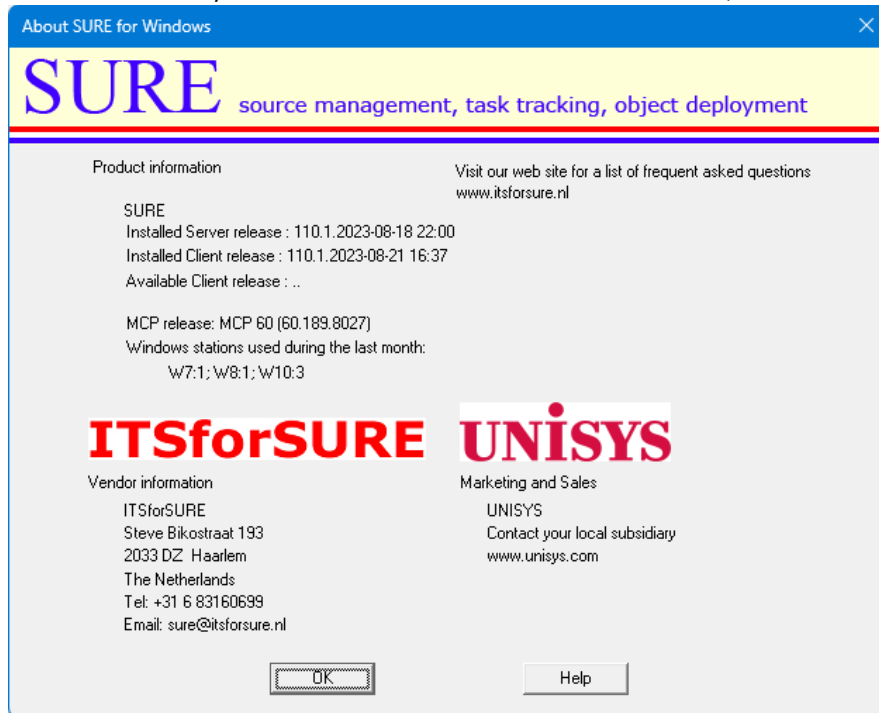 About SURE for Windows
SURE source management, task tracking, object deployment
Product information
Visit our web site for a list of frequent asked questions
www.itsforsure.nl
SURE
Installed Server release : 110.1.2023-08-18 22:00
Installed Client release : 110.1.2023-08-21 16:37
Available Client release : ..
MCP release: MCP 60 (60.189.8027)
Windows stations used during the last month:
W7:1; W8:1; W10:3
ITSforSURE
Vendor information
ITSforSURE
Steve Bikostraat 193
2033 DZ Haarlem
The Netherlands
Tel: +31 6 83160699
Email: sure@itsforsure.nl
UNISYS
Marketing and Sales
UNISYS
Contact your local subsidiary
www.unisys.com
OK
Help